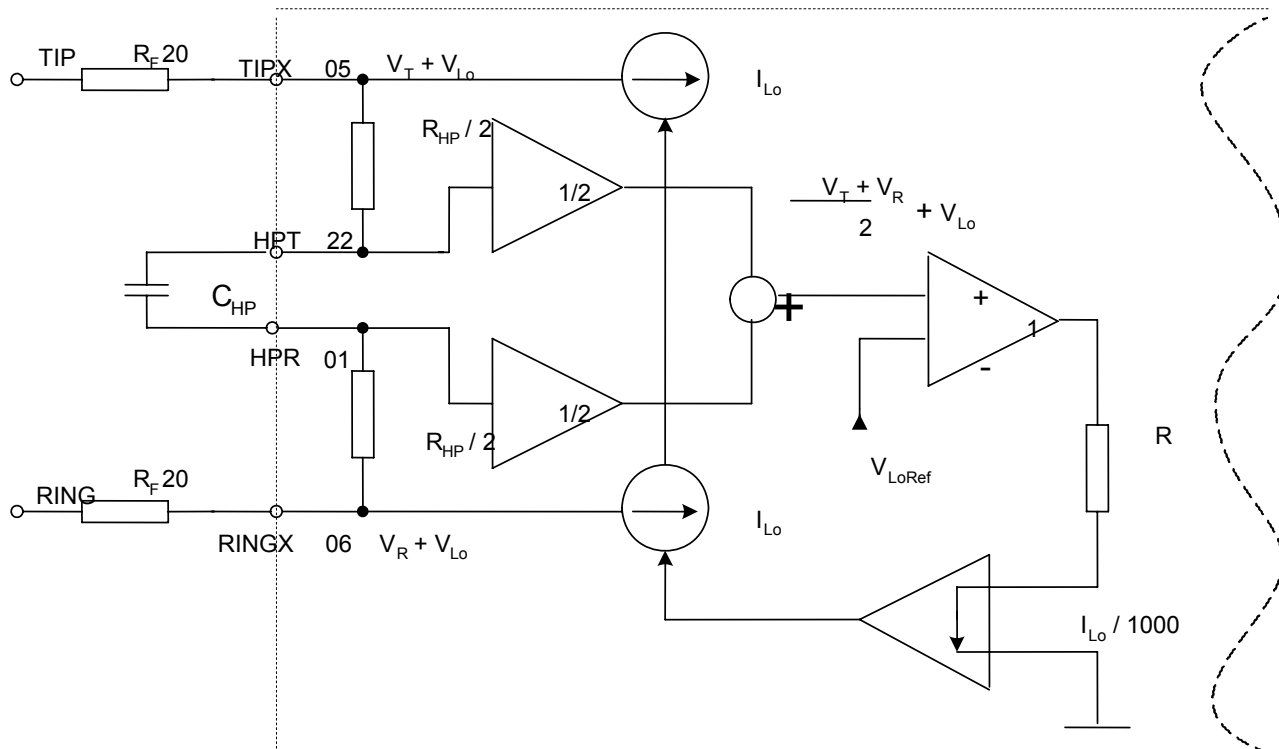 TIP R_F 20 TIPX 05 V_T + V_Lo I_Lo
R_HP / 2
1/2
V_T + V_R
2 + V_Lo
HPT 22
C_HP
+
+
1
-
HPR 01
1/2
R_HP / 2
V_LoRef
R
RING R_F 20
I_Lo
RINGX 06 V_R + V_Lo
I_Lo / 1000